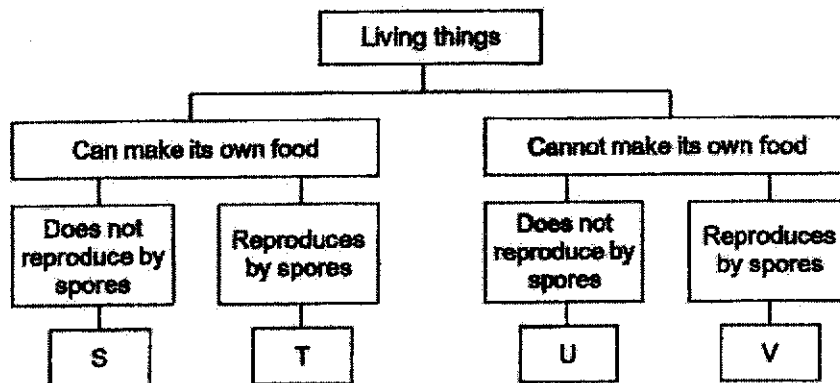 Living things
Can make its own food
Cannot make its own food
Does not
reproduce by
spores
Reproduces
by spores
Does not
reproduce by
spores
Reproduces
by spores
S
T
U
V